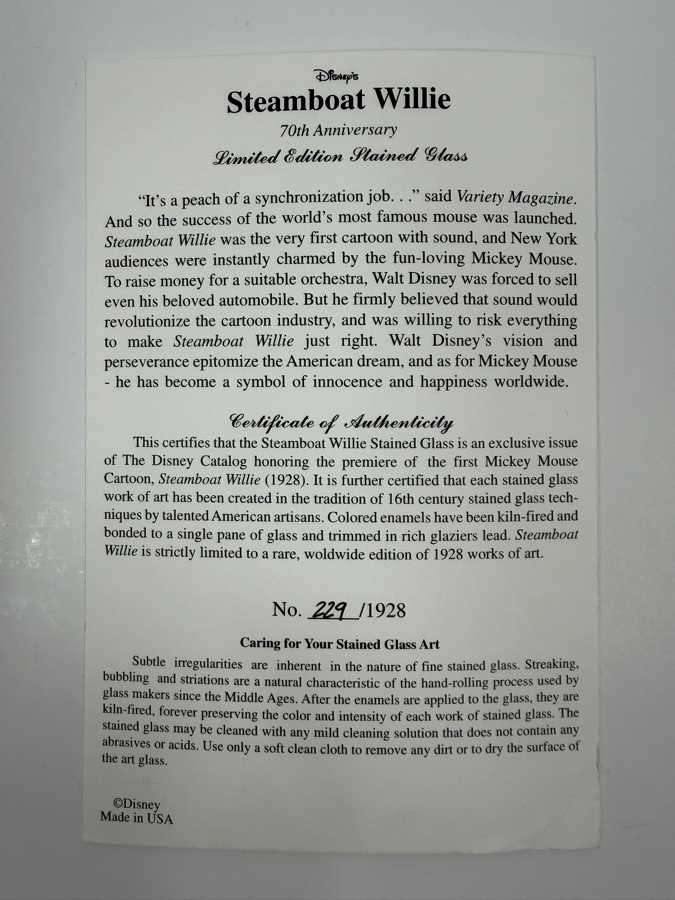 Disney's
Steamboat Willie
70th Anniversary
Limited Edition Stained Glass
“It’s a peach of a synchronization job. . .” said Variety Magazine.
And so the success of the world’s most famous mouse was launched.
Steamboat Willie was the very first cartoon with sound, and New York
audiences were instantly charmed by the fun-loving Mickey Mouse.
To raise money for a suitable orchestra, Walt Disney was forced to sell
even his beloved automobile. But he firmly believed that sound would
revolutionize the cartoon industry, and was willing to risk everything
to make Steamboat Willie just right. Walt Disney’s vision and
perseverance epitomize the American dream, and as for Mickey Mouse
- he has become a symbol of innocence and happiness worldwide.
Certificate of Authenticity
This certifies that the Steamboat Willie Stained Glass is an exclusive issue
of The Disney Catalog honoring the premiere of the first Mickey Mouse
Cartoon, Steamboat Willie (1928). It is further certified that each stained glass
work of art has been created in the tradition of 16th century stained glass tech-
niques by talented American artisans. Colored enamels have been kiln-fired and
bonded to a single pane of glass and trimmed in rich glaziers lead. Steamboat
Willie is strictly limited to a rare, woldwide edition of 1928 works of art.
No. 229 /1928
Caring for Your Stained Glass Art
Subtle irregularities are inherent in the nature of fine stained glass. Streaking,
bubbling and striations are a natural characteristic of the hand-rolling process used by
glass makers since the Middle Ages. After the enamels are applied to the glass, they are
kiln-fired, forever preserving the color and intensity of each work of stained glass. The
stained glass may be cleaned with any mild cleaning solution that does not contain any
abrasives or acids. Use only a soft clean cloth to remove any dirt or to dry the surface of
the art glass.
©Disney
Made in USA